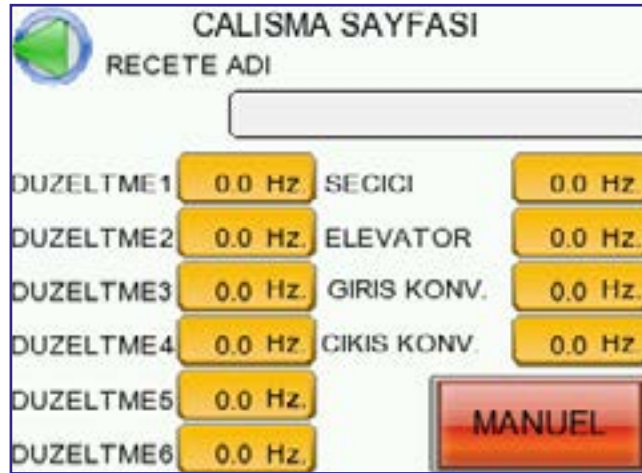 CALISMA SAYFASI
RECETE ADI
DUZELTME1 0.0 Hz. SECICI 0.0 Hz
DUZELTME2 0.0 Hz. ELEVATOR 0.0 Hz.
DUZELTME3 0.0 Hz. GIRIS KONV. 0.0 Hz.
DUZELTME4 0.0 Hz. CIKIS KONV. 0.0 Hz
DUZELTME5 0.0 Hz.
MANUEL
DUZELTME6 0.0 Hz.